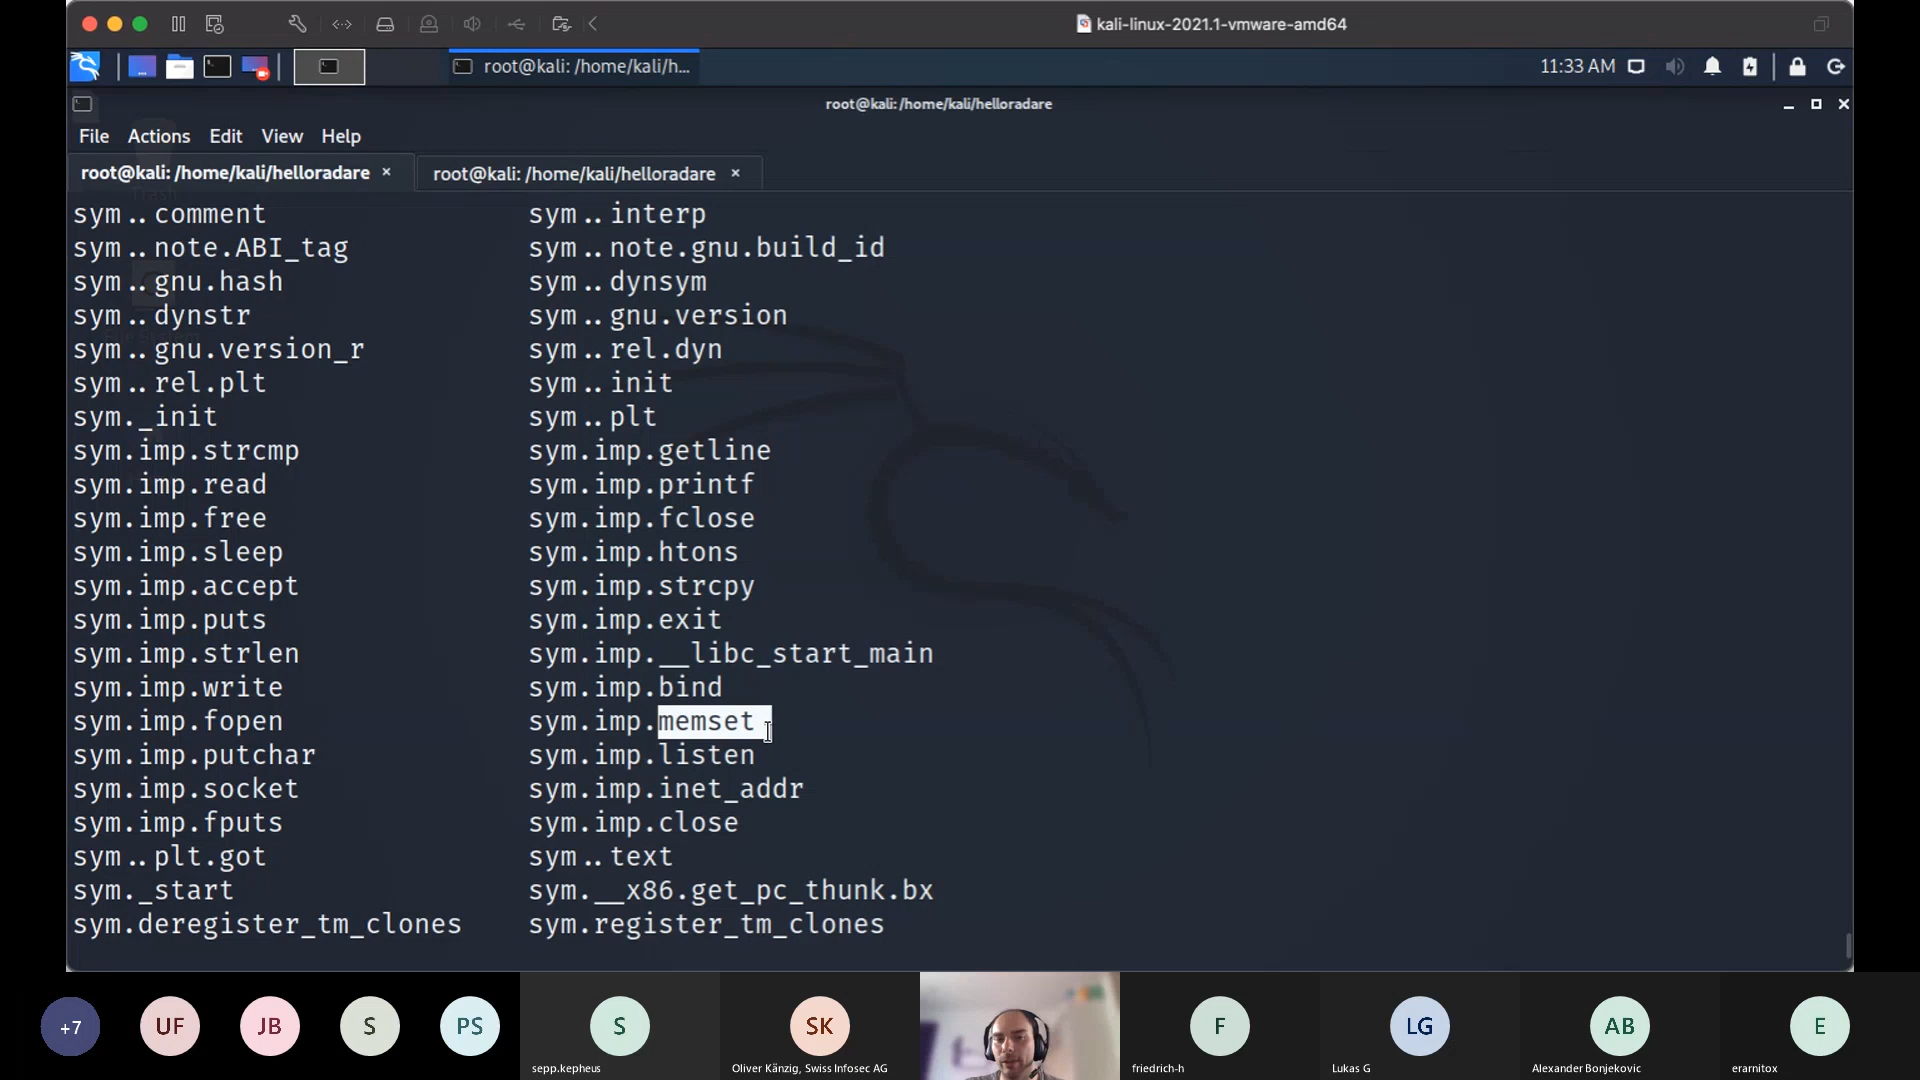 kali-linux-2021.1-vmware-amd64
root@kali: /home/kali/h...
11:33 AM
root@kali: /home/kali/helloradare
File Actions Edit View Help
root@kali: /home/kali/helloradare × root@kali: /home/kali/helloradare ×
sym..comment sym..interp
sym..note.ABI_tag sym..note.gnu.build_id
sym..gnu.hash sym..dynsym
sym..dynstr sym..gnu.version
sym..gnu.version_r sym..rel.dyn
sym..rel.plt sym..init
sym._init sym..plt
sym.imp.strcmp sym.imp.getline
sym.imp.read sym.imp.printf
sym.imp.free sym.imp.fclose
sym.imp.sleep sym.imp.htons
sym.imp.accept sym.imp.strcpy
sym.imp.puts sym.imp.exit
sym.imp.strlen sym.imp.__libc_start_main
sym.imp.write sym.imp.bind
sym.imp.fopen sym.imp.memset
sym.imp.putchar sym.imp.listen
sym.imp.socket sym.imp.inet_addr
sym.imp.fputs sym.imp.close
sym..plt.got sym..text
sym._start sym.__x86.get_pc_thunk.bx
sym.deregister_tm_clones sym.register_tm_clones
+7 UF JB S PS S SK F LG AB E
sepp.kepheus Oliver Känzig, Swiss Infosec AG friedrich-h Lukas G Alexander Bonjekovic erarnitox